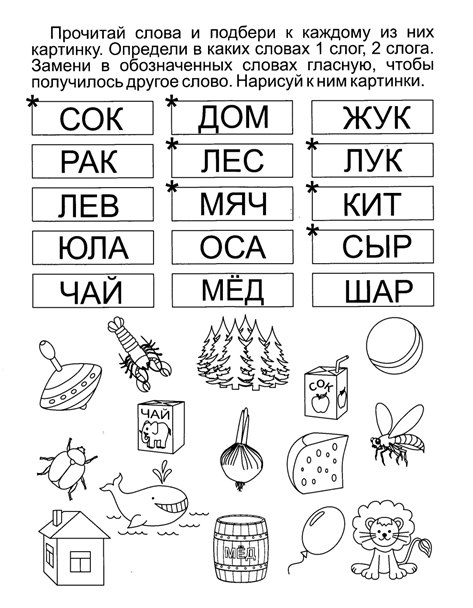 Прочитай слова и подбери к каждому из них
картинку. Определи в каких словах 1 слог, 2 слога.
Замени в обозначенных словах гласную, чтобы
получилось другое слово. Нарисуй к ним картинки.
* СОК * ДОМ ЖУК
РАК * ЛЕС * ЛУК
ЛЕВ * МЯЧ * КИТ
ЮЛА ОСА * СЫР
ЧАЙ МЁД ШАР
СОК
ЧАЙ
МЁД